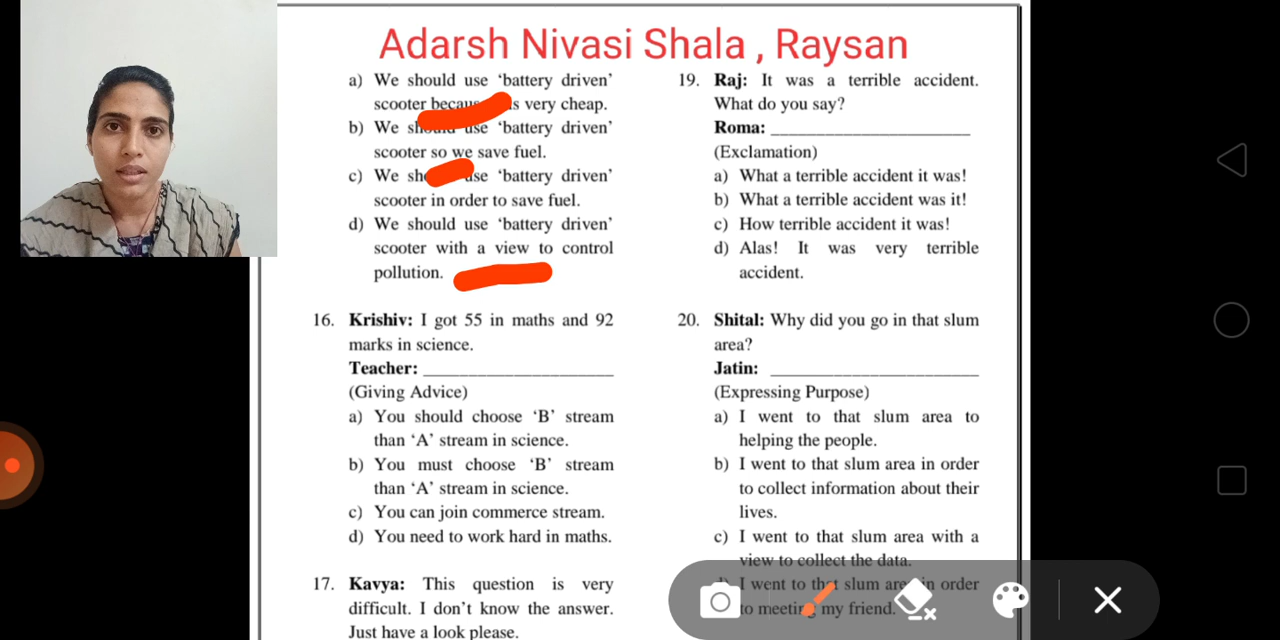 Adarsh Nivasi Shala , Raysan
a) We should use ‘battery driven’
scooter is very cheap.
b) We use ‘battery driven’
scooter so we save fuel.
c) We use ‘battery driven’
scooter in order to save fuel.
d) We should use ‘battery driven’
scooter with a view to control
pollution.
16. Krishiv: I got 55 in maths and 92
marks in science.
Teacher: ____________________
(Giving Advice)
a) You should choose ‘B’ stream
than ‘A’ stream in science.
b) You must choose ‘B’ stream
than ‘A’ stream in science.
c) You can join commerce stream.
d) You need to work hard in maths.
17. Kavya: This question is very
difficult. I don’t know the answer.
Just have a look please.
19. Raj: It was a terrible accident.
What do you say?
Roma: ____________________
(Exclamation)
a) What a terrible accident it was!
b) What a terrible accident was it!
c) How terrible accident it was!
d) Alas! It was very terrible
accident.
20. Shital: Why did you go in that slum
area?
Jatin: ____________________
(Expressing Purpose)
a) I went to that slum area to
helping the people.
b) I went to that slum area in order
to collect information about their
lives.
c) I went to that slum area with a
view to collect the data.
d) I went to that slum area in order
to meeting my friend.